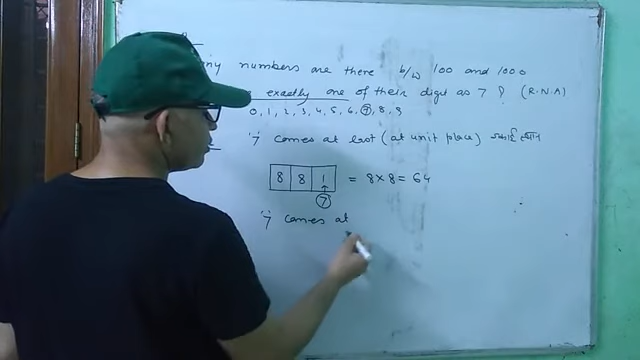 numbers are there b/w 100 and 1000
exactly one of their digit as 7 ? (R.N.A)
0, 1, 2, 3, 4, 5, 6, 7, 8, 9
'7' comes at last (at unit place)
8 8 1 = 8 × 8 = 64
7
'7' comes at